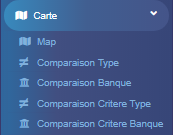 Carte
Map
Comparaison Type
Comparaison Banque
Comparaison Critere Type
Comparaison Critere Banque